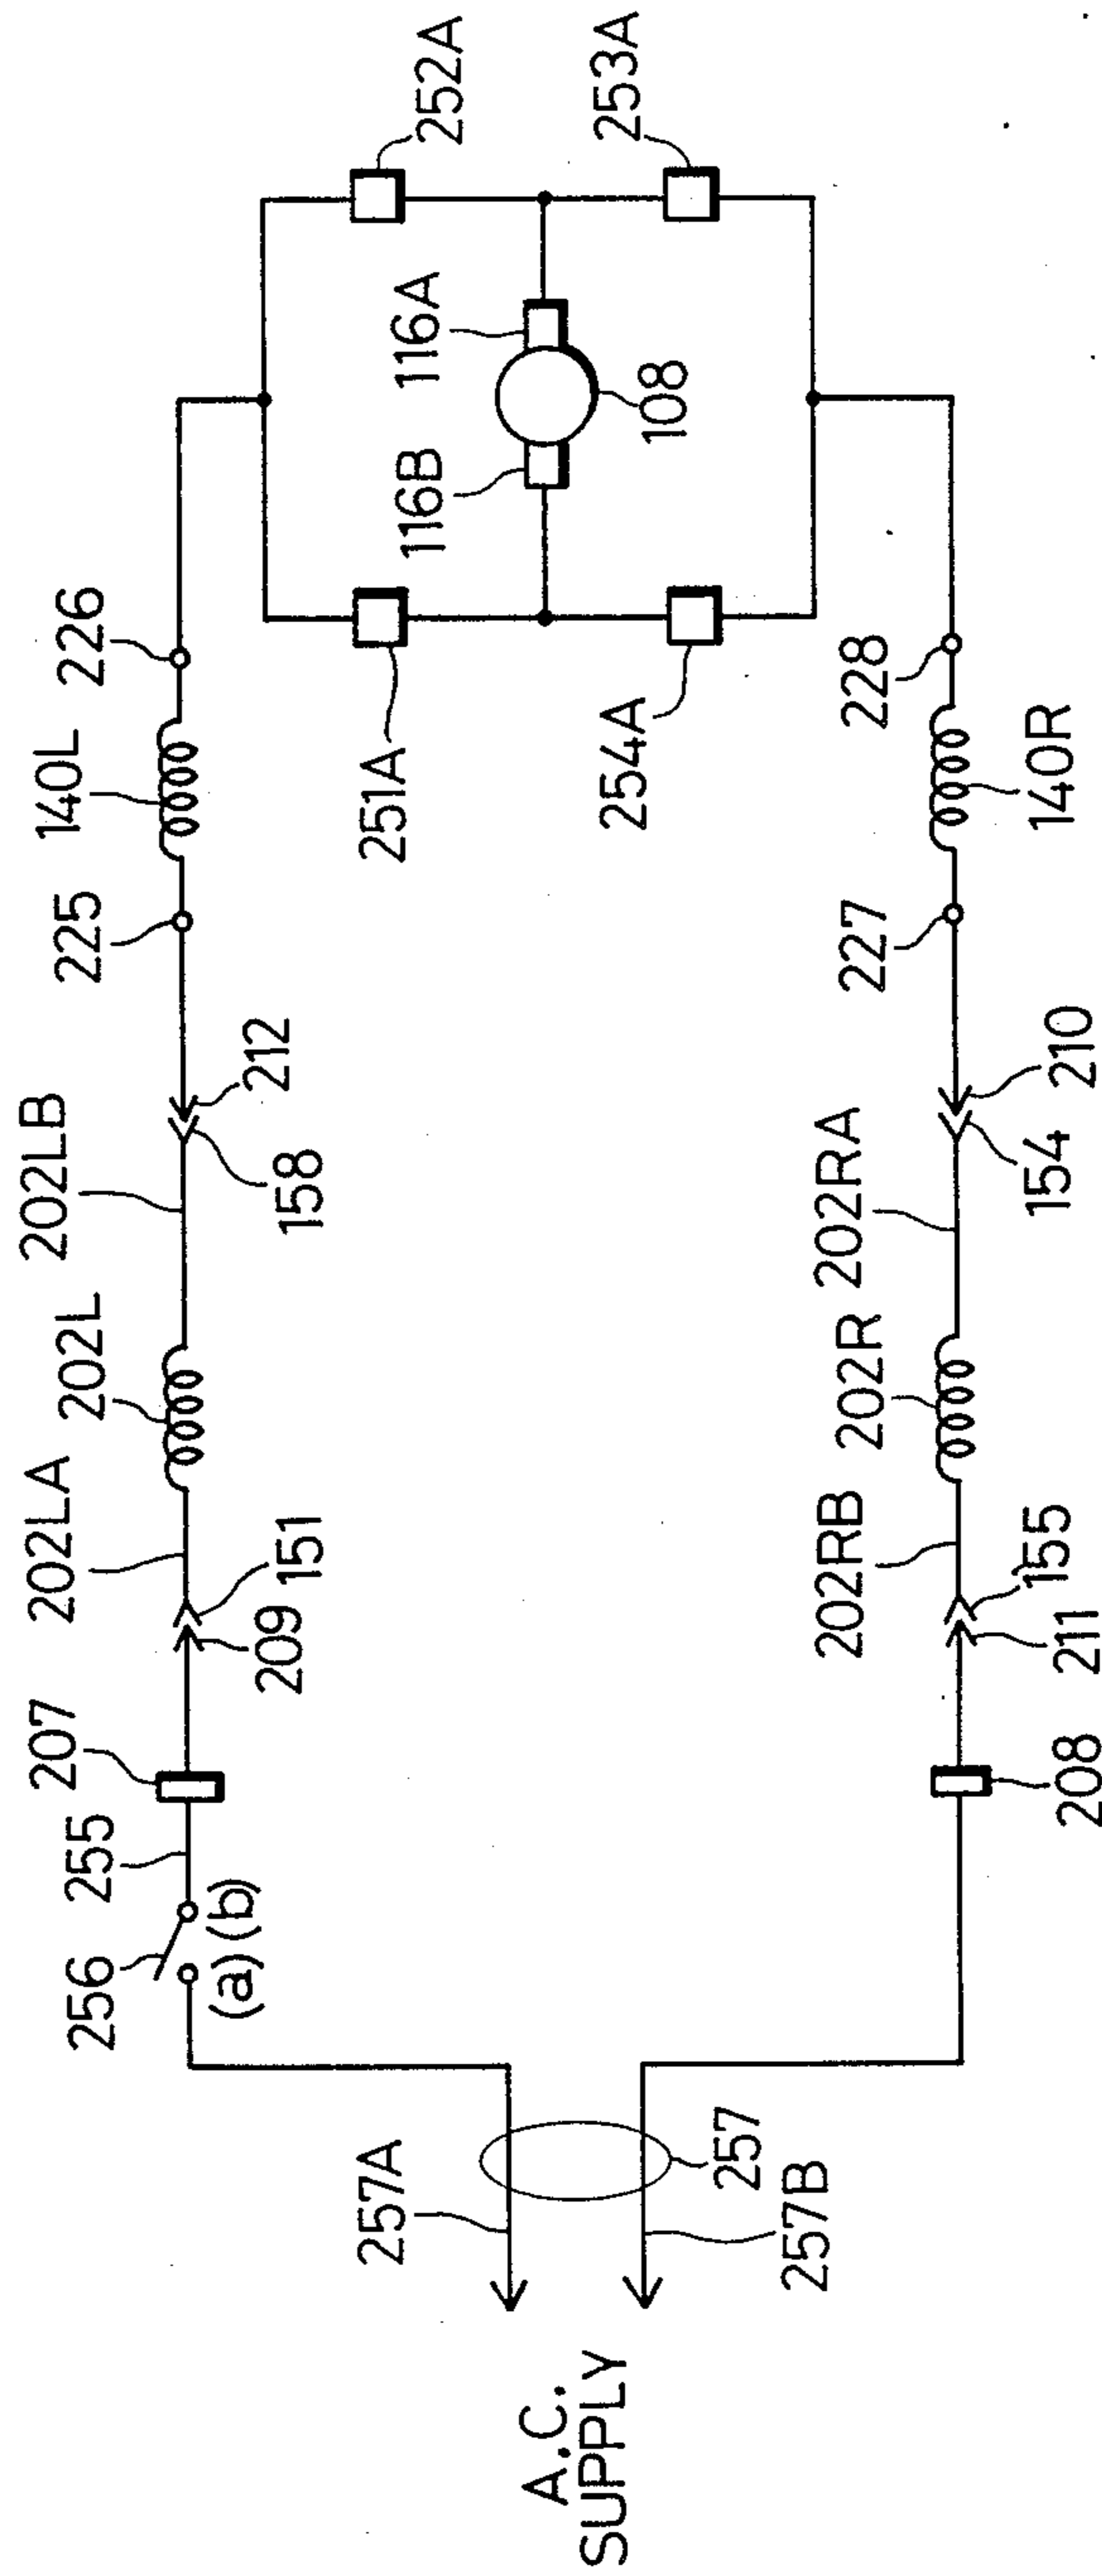 A.C.
SUPPLY
257A
257
257B
256
(a)
(b)
255
207
209
151
202LA
202L
202LB
158
212
225
140L
226
251A
252A
116B
116A
108
254A
253A
208
211
155
202RB
202R
202RA
154
210
227
140R
228